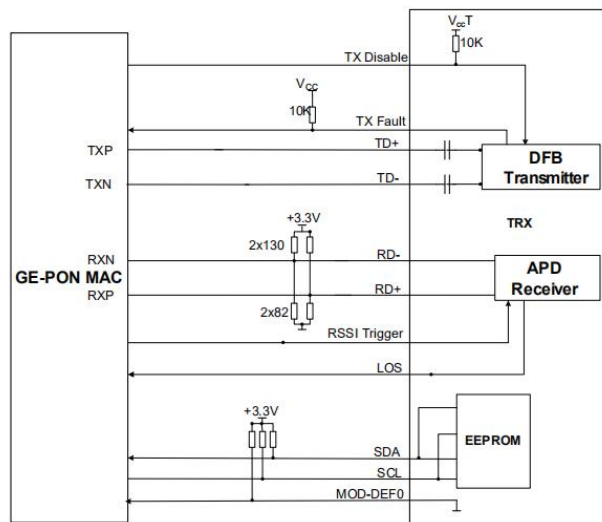 VccT
10K
TX Disable
VCC
10K
TX Fault
TXP
TD+
DFB
Transmitter
TXN
TD-
+3.3V
TRX
2x130
RXN
RD-
GE-PON MAC
APD
Receiver
RXP
RD+
2x82
RSSI Trigger
LOS
+3.3V
EEPROM
SDA
SCL
MOD-DEF0